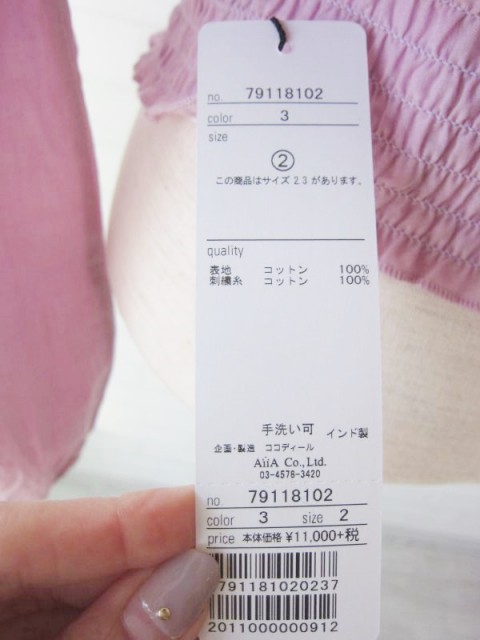 no 79118102
color 3
size
②
この商品はサイズ 2.3 があります。
quality
表地 コットン 100%
刺繍糸 コットン 100%
手洗い可 インド製
企画・製造 ココディール
AiiA Co.,Ltd.
03-4578-3420
no 79118102
color 3 size 2
price 本体価格 ¥11,000+税
2791181020237
2011000000912